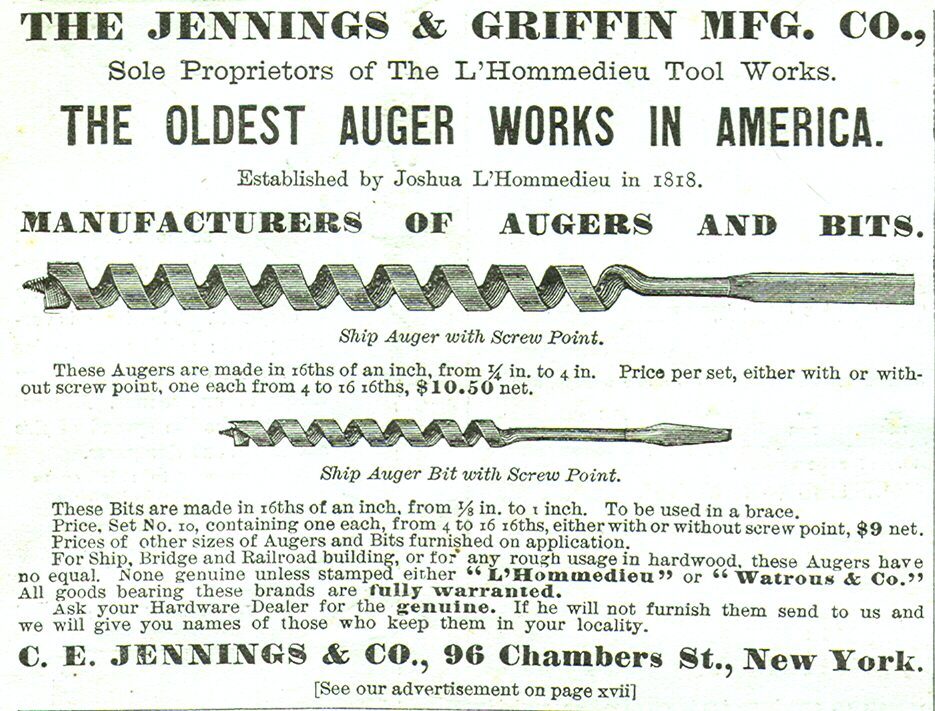 THE JENNINGS & GRIFFIN MFG. CO.,
Sole Proprietors of The L'Hommedieu Tool Works.
THE OLDEST AUGER WORKS IN AMERICA.
Established by Joshua L'Hommedieu in 1818.
MANUFACTURERS OF AUGERS AND BITS.
Ship Auger with Screw Point.
These Augers are made in 16ths of an inch, from ¼ in. to 4 in. Price per set, either with or with-
out screw point, one each from 4 to 16 16ths, $10.50 net.
Ship Auger Bit with Screw Point.
These Bits are made in 16ths of an inch, from ⅛ in. to 1 inch. To be used in a brace.
Price, Set No. 10, containing one each, from 4 to 16 16ths, either with or without screw point, $9 net.
Prices of other sizes of Augers and Bits furnished on application.
For Ship, Bridge and Railroad building, or for any rough usage in hardwood, these Augers have
no equal. None genuine unless stamped either "L'Hommedieu" or "Watrous & Co."
All goods bearing these brands are fully warranted.
Ask your Hardware Dealer for the genuine. If he will not furnish them send to us and
we will give you names of those who keep them in your locality.
C. E. JENNINGS & CO., 96 Chambers St., New York.
[See our advertisement on page xvii]